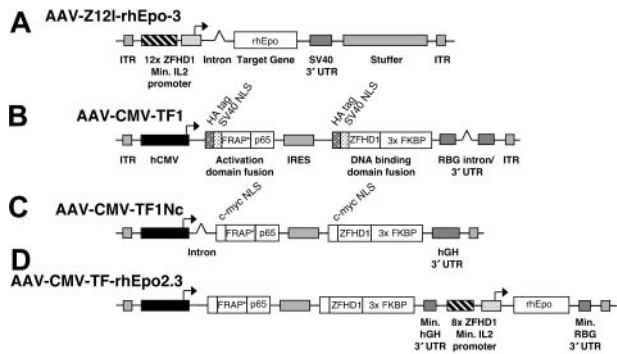 A
AAV-Z12I-rhEpo-3
rhEpo
ITR
12x ZFHD1
Min. IL2
promoter
Intron
Target Gene
SV40
3' UTR
Stuffer
ITR
HA tag
SV40 NLS
HA tag
SV40 NLS
B
AAV-CMV-TF1
FRAP*
p65
ZFHD1
3x FKBP
ITR
hCMV
Activation
domain fusion
IRES
DNA binding
domain fusion
RBG intron/
3' UTR
ITR
C
AAV-CMV-TF1Nc
c-myc NLS
c-myc NLS
FRAP*
p65
ZFHD1
3x FKBP
Intron
hGH
3' UTR
D
AAV-CMV-TF-rhEpo2.3
FRAP*
p65
ZFHD1
3x FKBP
rhEpo
Min.
hGH
3' UTR
8x ZFHD1
Min. IL2
promoter
Min.
RBG
3' UTR